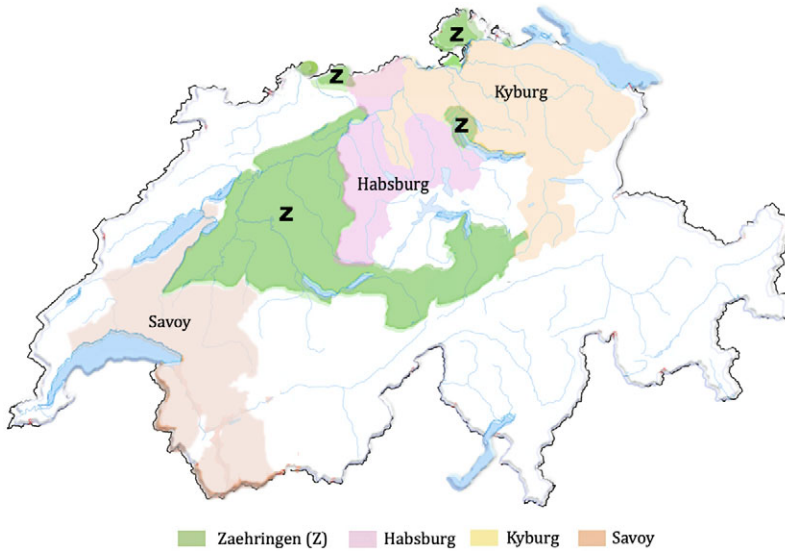 Z
Z
Kyburg
Z
Habsburg
Z
Savoy
Zaehringen (Z) Habsburg Kyburg Savoy